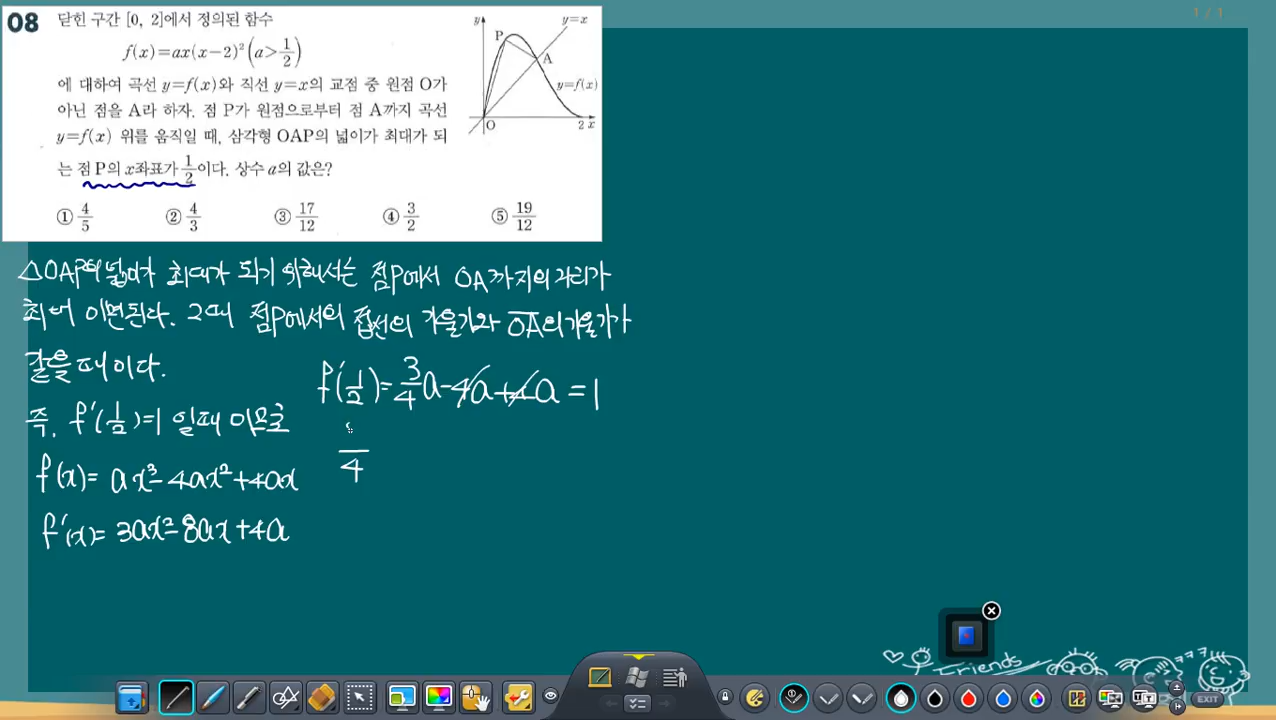 1 / 1
08 닫힌 구간 [0, 2]에서 정의된 함수
f(x)=ax(x-2)²(a>1/2)
에 대하여 곡선 y=f(x)와 직선 y=x의 교점 중 원점 O가
아닌 점을 A라 하자. 점 P가 원점으로부터 점 A까지 곡선
y=f(x) 위를 움직일 때, 삼각형 OAP의 넓이가 최대가 되
는 점 P의 x좌표가 1/2이다. 상수 a의 값은?
① 4/5 ② 4/3 ③ 17/12 ④ 3/2 ⑤ 19/12
y y=x
P
A
y=f(x)
O 2 x
△OAP의 넓이가 최대가 되기 위해서는 점P에서 OA까지의 거리가
최대 이면된다. 그때 점P에서의 접선의 기울기와 OA의 기울기가
같을 때 이다.
즉, f'(1/2)=1 일때 이므로
f(x)= ax³-4ax²+4ax
f'(x)= 3ax²-8ax+4a
f'(1/2)=3/4a-4a+4a=1
4
Friends
???
EXIT